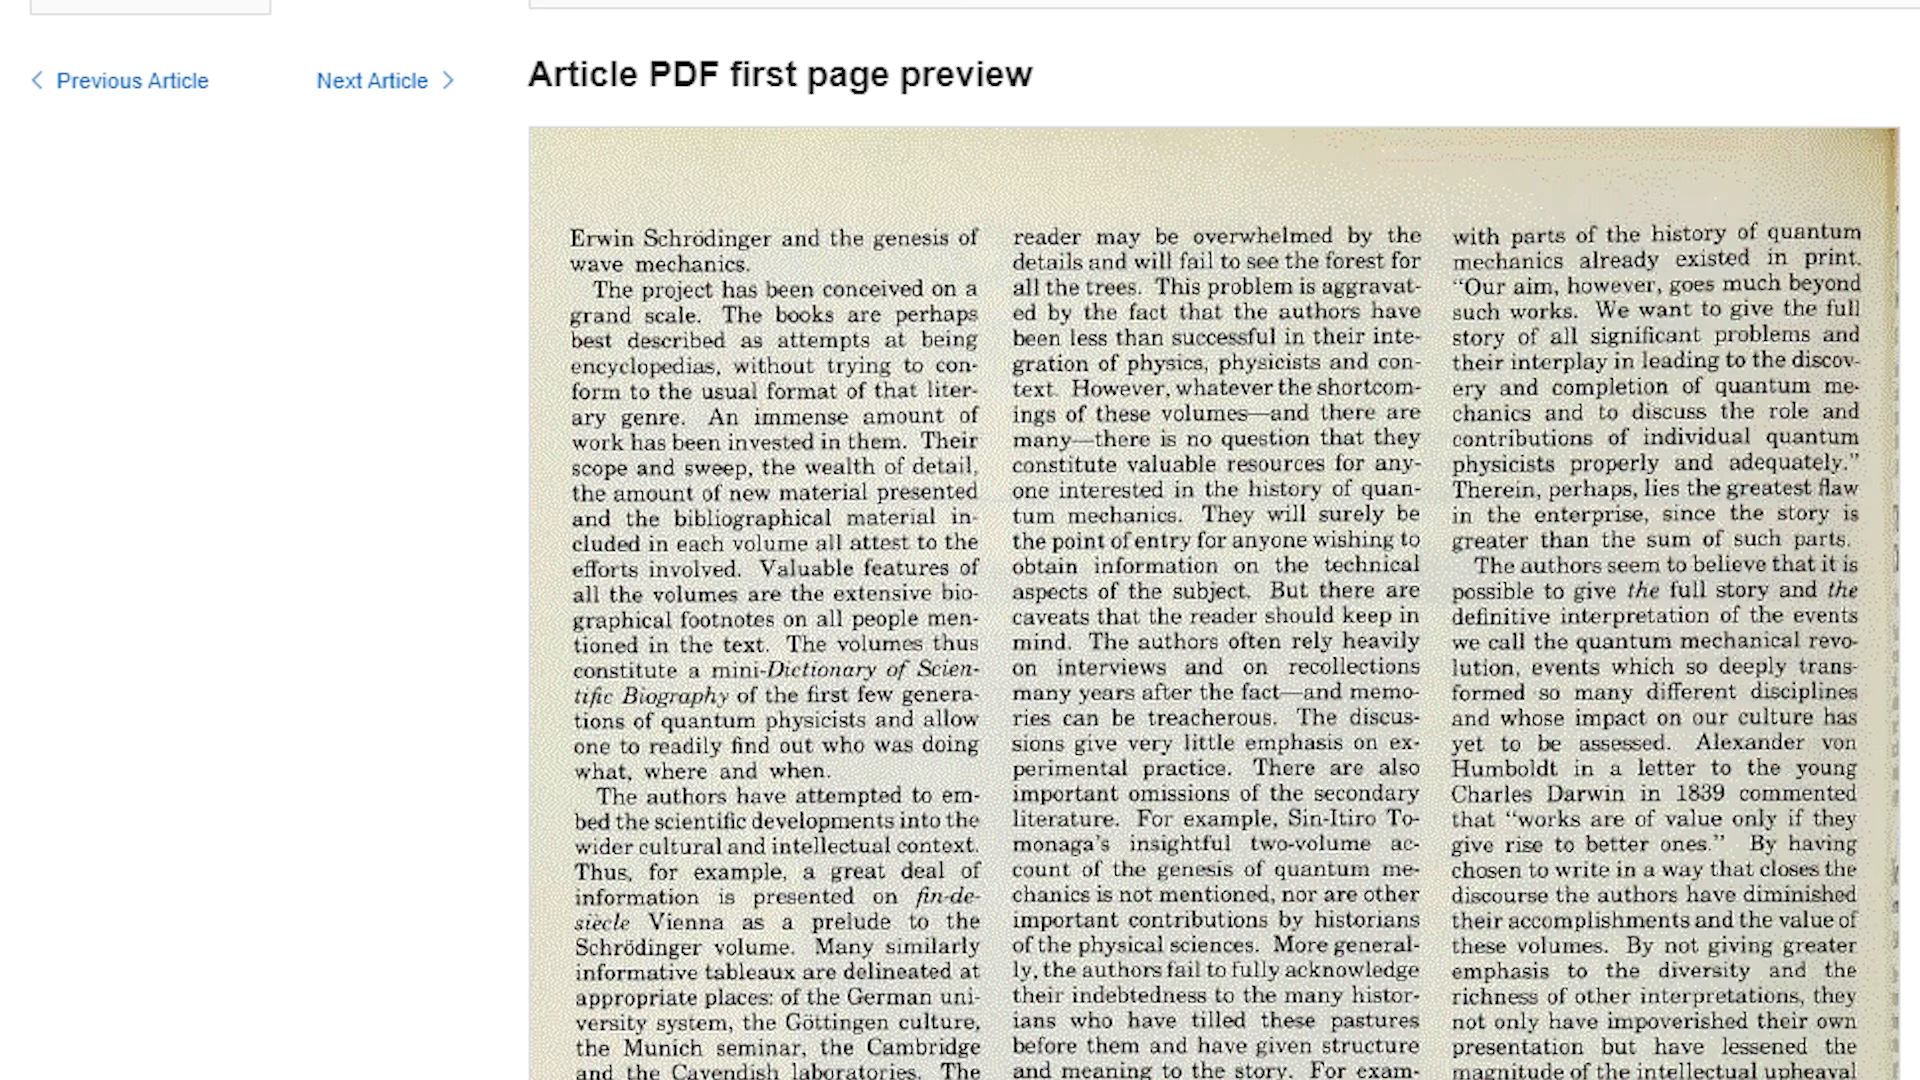 Previous Article
Next Article
Article PDF first page preview
Erwin Schrödinger and the genesis of
wave mechanics.
The project has been conceived on a
grand scale. The books are perhaps
best described as attempts at being
encyclopedias, without trying to con-
form to the usual format of that liter-
ary genre. An immense amount of
work has been invested in them. Their
scope and sweep, the wealth of detail,
the amount of new material presented
and the bibliographical material in-
cluded in each volume all attest to the
efforts involved. Valuable features of
all the volumes are the extensive bio-
graphical footnotes on all people men-
tioned in the text. The volumes thus
constitute a mini-Dictionary of Scien-
tific Biography of the first few genera-
tions of quantum physicists and allow
one to readily find out who was doing
what, where and when.
The authors have attempted to em-
bed the scientific developments into the
wider cultural and intellectual context.
Thus, for example, a great deal of
information is presented on fin-de-
siècle Vienna as a prelude to the
Schrödinger volume. Many similarly
informative tableaux are delineated at
appropriate places: of the German uni-
versity system, the Göttingen culture,
the Munich seminar, the Cambridge
and the Cavendish laboratories. The
reader may be overwhelmed by the
details and will fail to see the forest for
all the trees. This problem is aggravat-
ed by the fact that the authors have
been less than successful in their inte-
gration of physics, physicists and con-
text. However, whatever the shortcom-
ings of these volumes—and there are
many—there is no question that they
constitute valuable resources for any-
one interested in the history of quan-
tum mechanics. They will surely be
the point of entry for anyone wishing to
obtain information on the technical
aspects of the subject. But there are
caveats that the reader should keep in
mind. The authors often rely heavily
on interviews and on recollections
many years after the fact—and memo-
ries can be treacherous. The discus-
sions give very little emphasis on ex-
perimental practice. There are also
important omissions of the secondary
literature. For example, Sin-Itiro To-
monaga's insightful two-volume ac-
count of the genesis of quantum me-
chanics is not mentioned, nor are other
important contributions by historians
of the physical sciences. More general-
ly, the authors fail to fully acknowledge
their indebtedness to the many histor-
ians who have tilled these pastures
before them and have given structure
and meaning to the story. For exam-
with parts of the history of quantum
mechanics already existed in print.
“Our aim, however, goes much beyond
such works. We want to give the full
story of all significant problems and
their interplay in leading to the discov-
ery and completion of quantum me-
chanics and to discuss the role and
contributions of individual quantum
physicists properly and adequately.”
Therein, perhaps, lies the greatest flaw
in the enterprise, since the story is
greater than the sum of such parts.
The authors seem to believe that it is
possible to give the full story and the
definitive interpretation of the events
we call the quantum mechanical revo-
lution, events which so deeply trans-
formed so many different disciplines
and whose impact on our culture has
yet to be assessed. Alexander von
Humboldt in a letter to the young
Charles Darwin in 1839 commented
that “works are of value only if they
give rise to better ones.” By having
chosen to write in a way that closes the
discourse the authors have diminished
their accomplishments and the value of
these volumes. By not giving greater
emphasis to the diversity and the
richness of other interpretations, they
not only have impoverished their own
presentation but have lessened the
magnitude of the intellectual upheaval